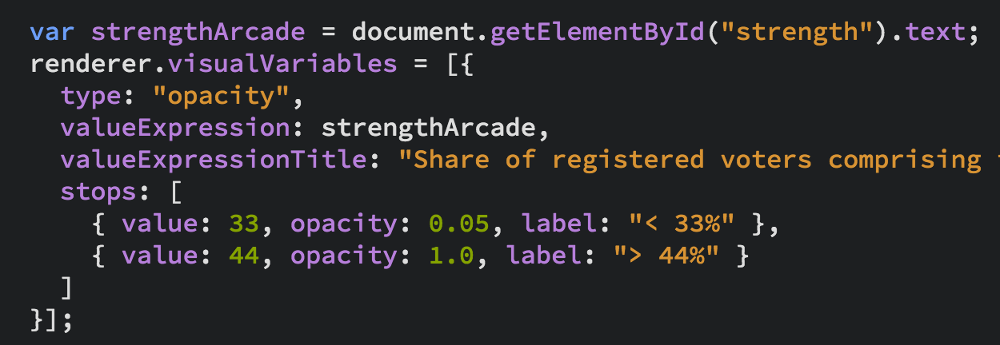 var strengthArcade = document.getElementById("strength").text;
renderer.visualVariables = [{
  type: "opacity",
  valueExpression: strengthArcade,
  valueExpressionTitle: "Share of registered voters comprising
  stops: [
    { value: 33, opacity: 0.05, label: "< 33%" },
    { value: 44, opacity: 1.0, label: "> 44%" }
  ]
}];